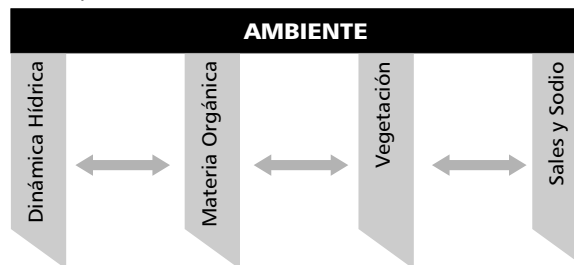 AMBIENTE
Dinámica Hídrica
Materia Orgánica
Vegetación
Sales y Sodio